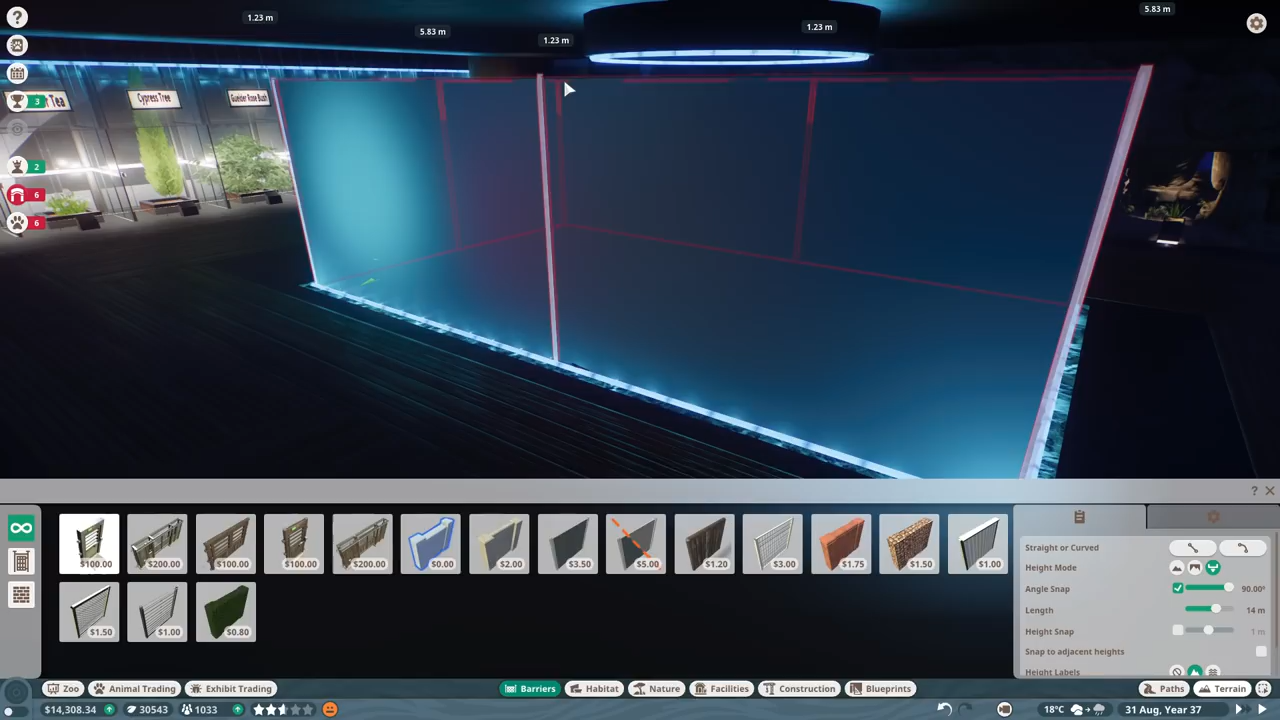 1.23 m
5.83 m
1.23 m
1.23 m
5.83 m
Tea
Cypress Tree
Guelder Rose Bush
3
2
6
6
$100.00
$200.00
$100.00
$100.00
$200.00
$0.00
$2.00
$3.50
$5.00
$1.20
$3.00
$1.75
$1.50
$1.00
$1.50
$1.00
$0.80
Straight or Curved
Height Mode
Angle Snap
90.00°
Length
14 m
Height Snap
1 m
Snap to adjacent heights
Height Labels
Zoo
Animal Trading
Exhibit Trading
Barriers
Habitat
Nature
Facilities
Construction
Blueprints
Paths
Terrain
$14,308.34
30543
1033
18°C
31 Aug, Year 37